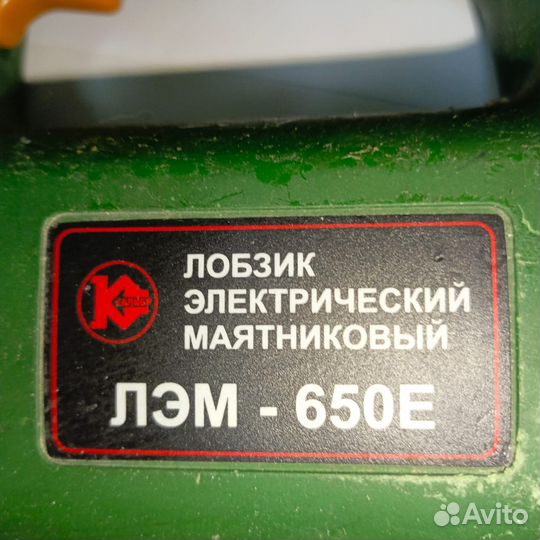 ЛОБЗИК
ЭЛЕКТРИЧЕСКИЙ
МАЯТНИКОВЫЙ
ЛЭМ - 650Е
Avito